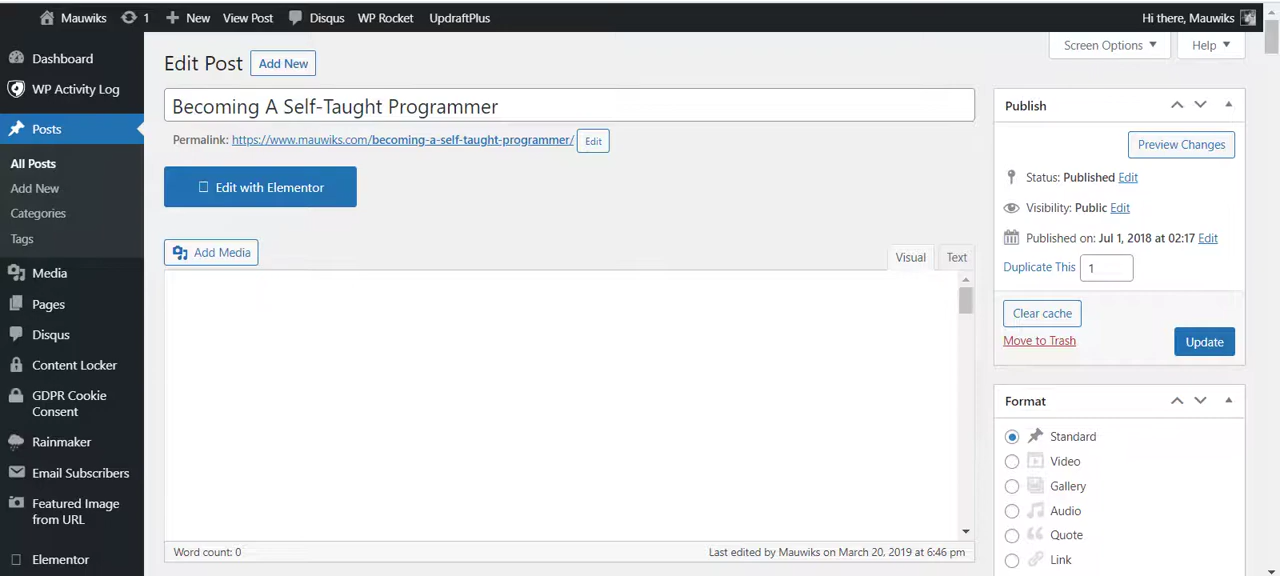 Mauwiks 1 New View Post Disqus WP Rocket UpdraftPlus Hi there, Mauwiks
Screen Options Help
Dashboard
WP Activity Log
Posts
All Posts
Add New
Categories
Tags
Media
Pages
Disqus
Content Locker
GDPR Cookie
Consent
Rainmaker
Email Subscribers
Featured Image
from URL
Elementor
Edit Post Add New
Becoming A Self-Taught Programmer
Permalink: https://www.mauwiks.com/becoming-a-self-taught-programmer/ Edit
Edit with Elementor
Add Media Visual Text
Word count: 0 Last edited by Mauwiks on March 20, 2019 at 6:46 pm
Publish
Preview Changes
Status: Published Edit
Visibility: Public Edit
Published on: Jul 1, 2018 at 02:17 Edit
Duplicate This 1
Clear cache
Move to Trash Update
Format
Standard
Video
Gallery
Audio
Quote
Link